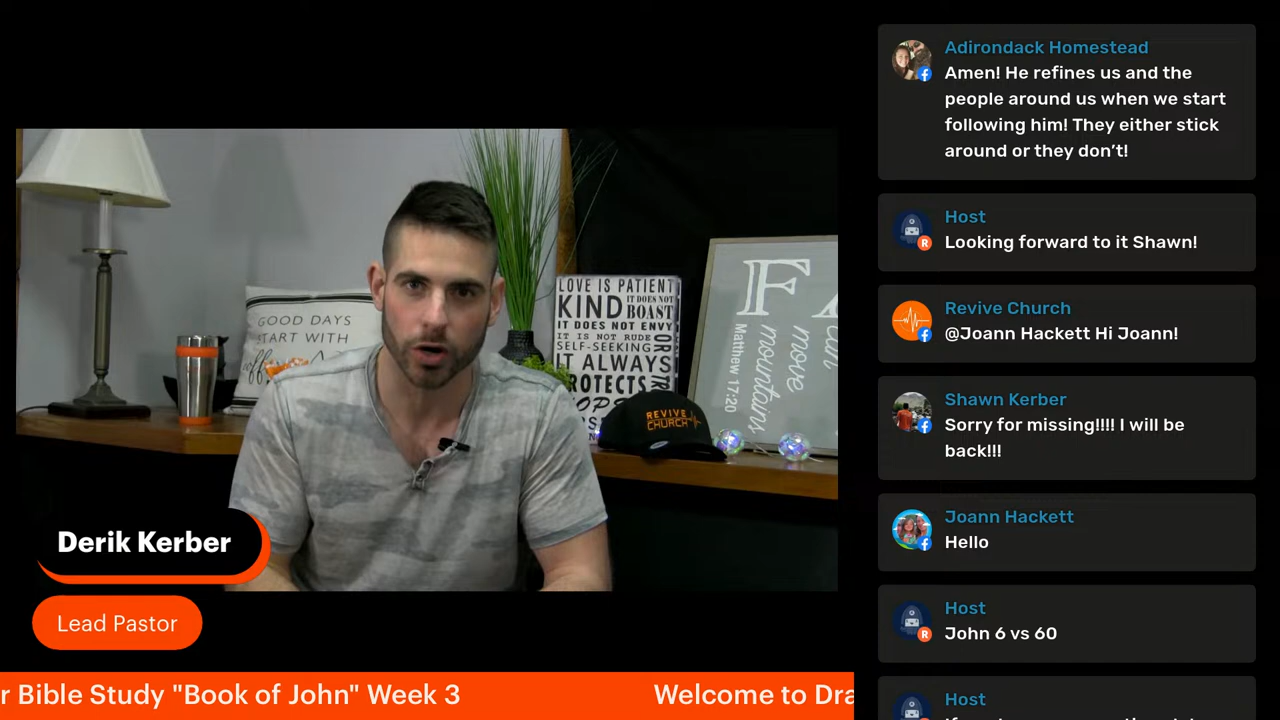 GOOD DAYS
START WITH
LOVE IS PATIENT
KIND IT DOES NOT
BOAST
IT DOES NOT ENVY
IT IS NOT RUDE
SELF-SEEKING
IT ALWAYS
PROTECTS
FOR
Matthew 17:20
can
move
mountains
REVIVE
CHURCH
Derik Kerber
Lead Pastor
r Bible Study "Book of John" Week 3
Welcome to Dra
Adirondack Homestead
Amen! He refines us and the
people around us when we start
following him! They either stick
around or they don’t!
Host
Looking forward to it Shawn!
Revive Church
@Joann Hackett Hi Joann!
Shawn Kerber
Sorry for missing!!!! I will be
back!!!
Joann Hackett
Hello
Host
John 6 vs 60
Host